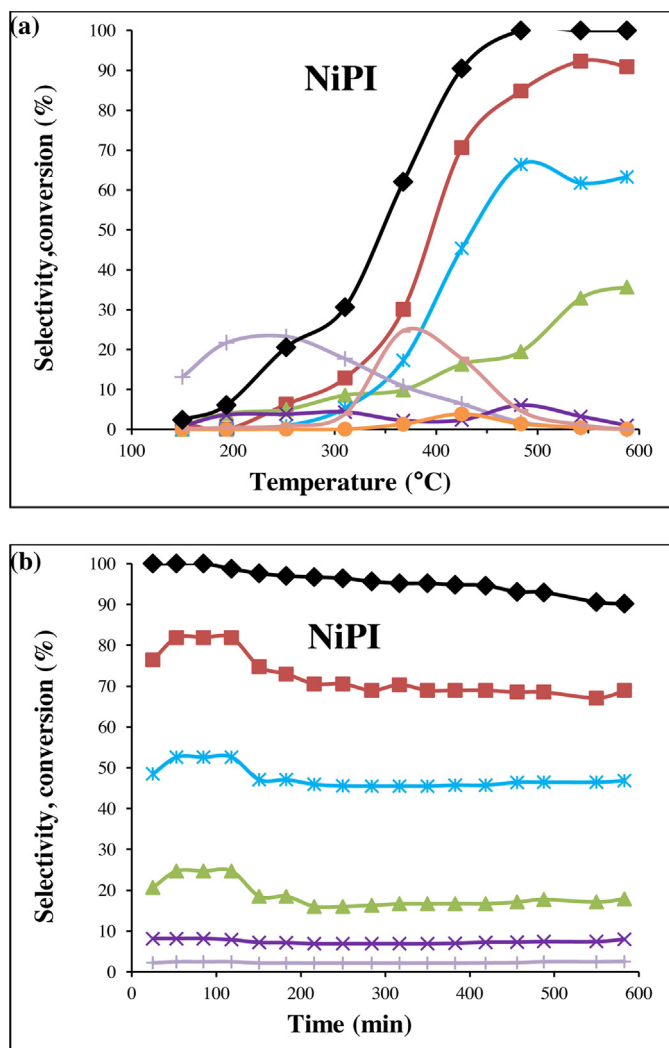 (a)
NiPI
Selectivity,conversion (%)
100
90
80
70
60
50
40
30
20
10
0
100 200 300 400 500 600
Temperature (°C)
(b)
NiPI
Selectivity, conversion (%)
100
90
80
70
60
50
40
30
20
10
0
0 100 200 300 400 500 600
Time (min)